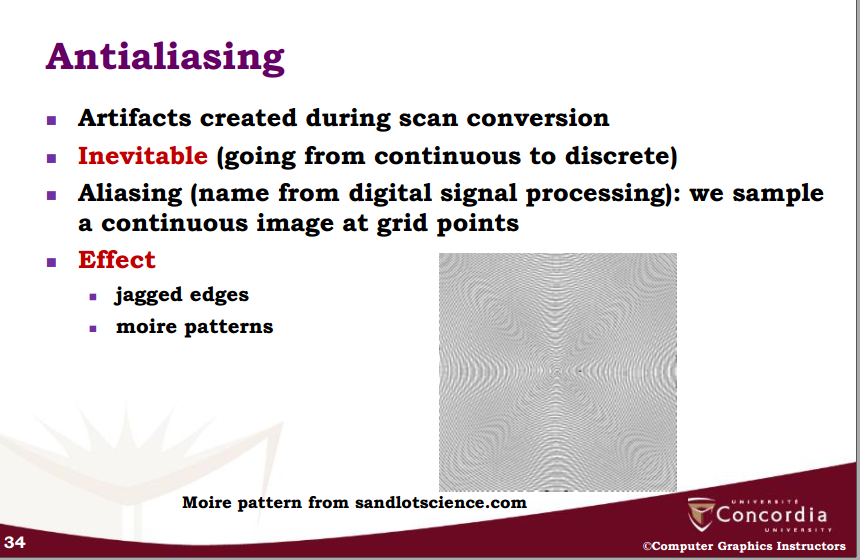 Antialiasing
Artifacts created during scan conversion
Inevitable (going from continuous to discrete)
Aliasing (name from digital signal processing): we sample
a continuous image at grid points
Effect
jagged edges
moire patterns
Moire pattern from sandlotscience.com
34
UNIVERSITÉ
Concordia
UNIVERSITY
©Computer Graphics Instructors